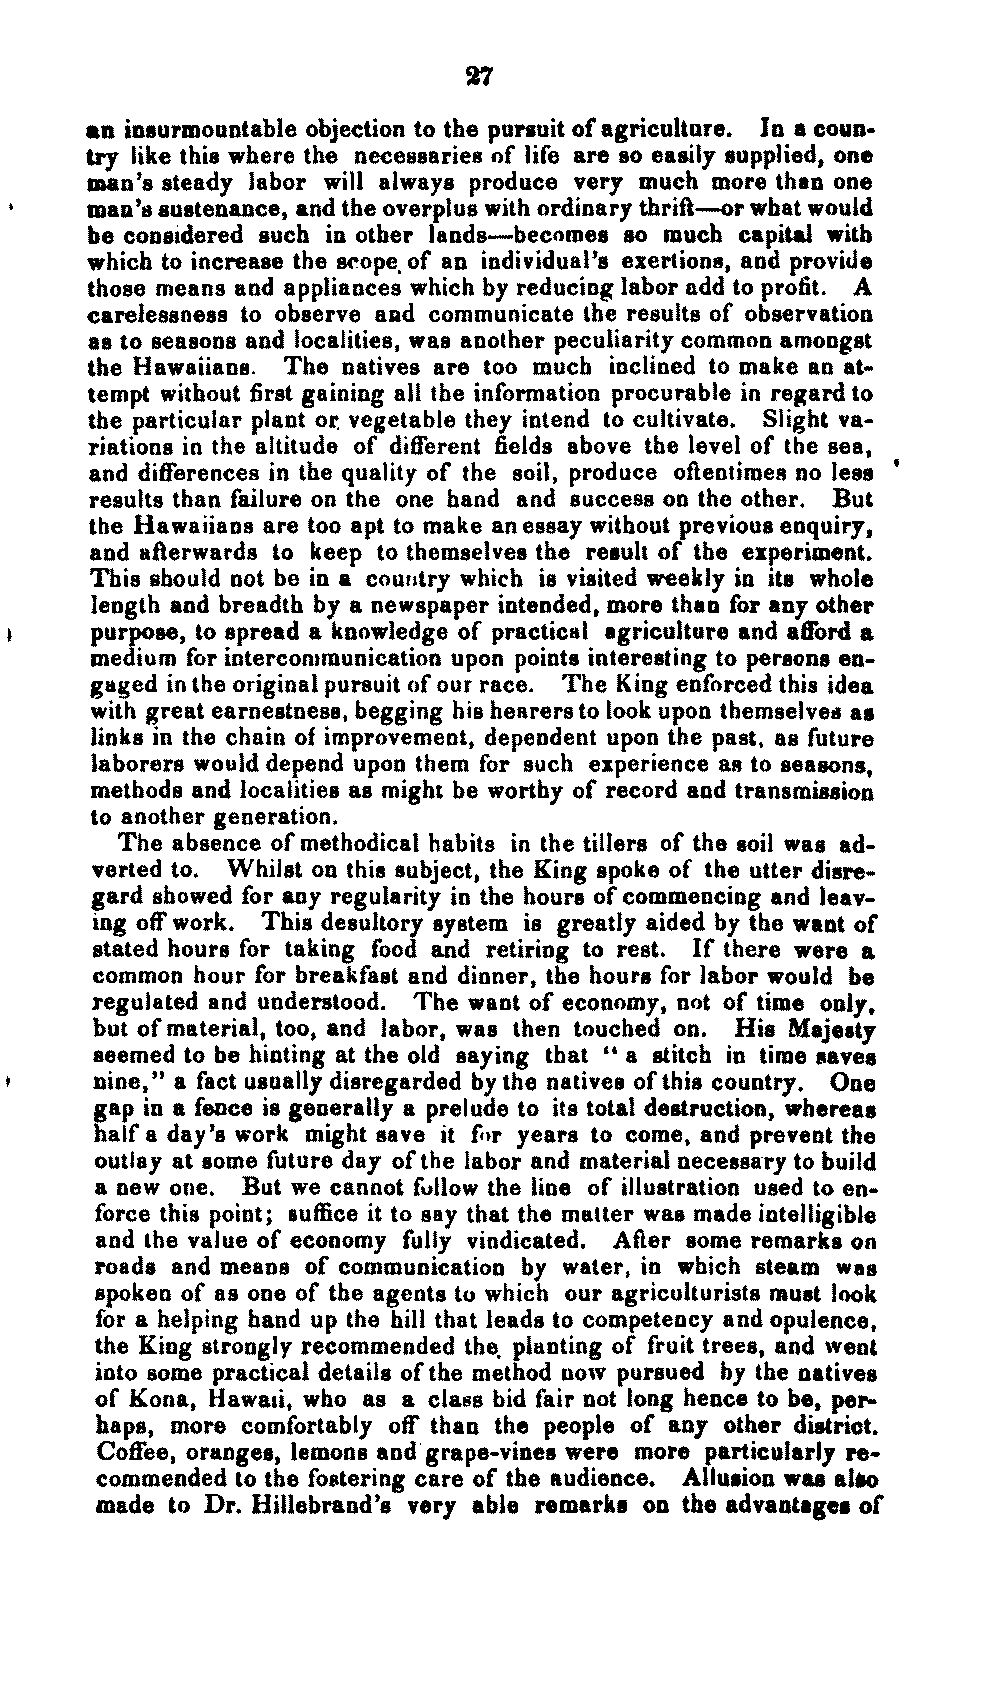 27
an insurmountable objection to the pursuit of agriculture. In a coun-
try like this where the necessaries of life are so easily supplied, one
man's steady labor will always produce very much more than one
man's sustenance, and the overplus with ordinary thrift—or what would
be considered such in other lands—becomes so much capital with
which to increase the scope of an individual's exertions, and provide
those means and appliances which by reducing labor add to profit. A
carelessness to observe and communicate the results of observation
as to seasons and localities, was another peculiarity common amongst
the Hawaiians. The natives are too much inclined to make an at-
tempt without first gaining all the information procurable in regard to
the particular plant or vegetable they intend to cultivate. Slight va-
riations in the altitude of different fields above the level of the sea,
and differences in the quality of the soil, produce oftentimes no less
results than failure on the one hand and success on the other. But
the Hawaiians are too apt to make an essay without previous enquiry,
and afterwards to keep to themselves the result of the experiment.
This should not be in a country which is visited weekly in its whole
length and breadth by a newspaper intended, more than for any other
purpose, to spread a knowledge of practical agriculture and afford a
medium for intercommunication upon points interesting to persons en-
gaged in the original pursuit of our race. The King enforced this idea
with great earnestness, begging his hearers to look upon themselves as
links in the chain of improvement, dependent upon the past, as future
laborers would depend upon them for such experience as to seasons,
methods and localities as might be worthy of record and transmission
to another generation.
The absence of methodical habits in the tillers of the soil was ad-
verted to. Whilst on this subject, the King spoke of the utter disre-
gard showed for any regularity in the hours of commencing and leav-
ing off work. This desultory system is greatly aided by the want of
stated hours for taking food and retiring to rest. If there were a
common hour for breakfast and dinner, the hours for labor would be
regulated and understood. The want of economy, not of time only,
but of material, too, and labor, was then touched on. His Majesty
seemed to be hinting at the old saying that "a stitch in time saves
nine," a fact usually disregarded by the natives of this country. One
gap in a fence is generally a prelude to its total destruction, whereas
half a day's work might save it for years to come, and prevent the
outlay at some future day of the labor and material necessary to build
a new one. But we cannot follow the line of illustration used to en-
force this point; suffice it to say that the matter was made intelligible
and the value of economy fully vindicated. After some remarks on
roads and means of communication by water, in which steam was
spoken of as one of the agents to which our agriculturists must look
for a helping hand up the hill that leads to competency and opulence,
the King strongly recommended the planting of fruit trees, and went
into some practical details of the method now pursued by the natives
of Kona, Hawaii, who as a class bid fair not long hence to be, per-
haps, more comfortably off than the people of any other district.
Coffee, oranges, lemons and grape-vines were more particularly re-
commended to the fostering care of the audience. Allusion was also
made to Dr. Hillebrand's very able remarks on the advantages of